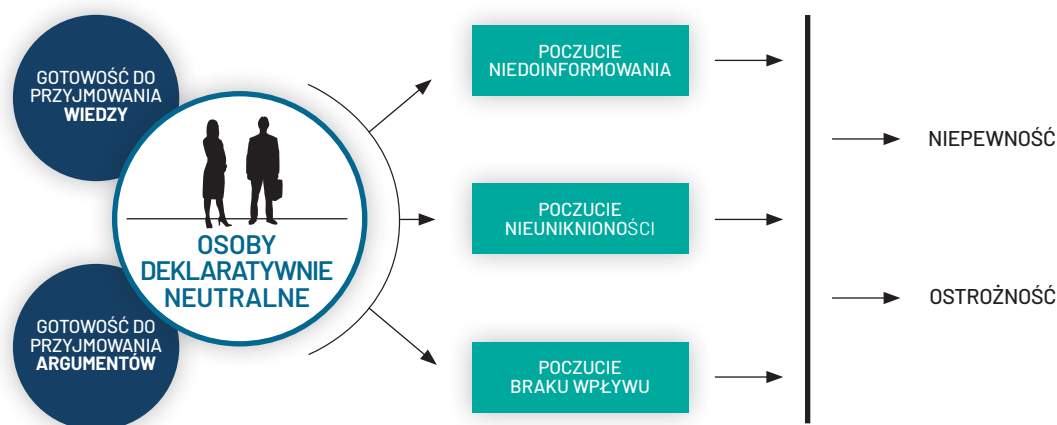 GOTOWOŚĆ DO
PRZYJMOWANIA
WIEDZY
OSOBY
DEKLARATYWNIE
NEUTRALNE
GOTOWOŚĆ DO
PRZYJMOWANIA
ARGUMENTÓW
POCZUCIE
NIEDOINFORMOWANIA
POCZUCIE
NIEUNIKNIONOŚCI
POCZUCIE
BRAKU WPŁYWU
NIEPEWNOŚĆ
OSTROŻNOŚĆ